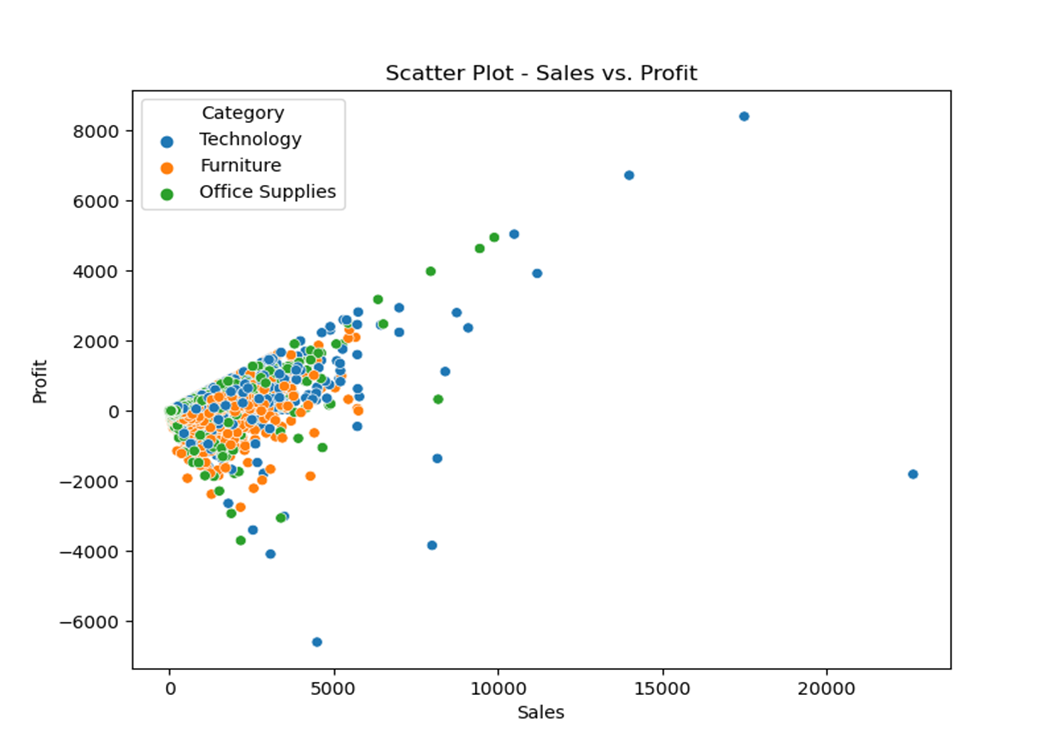 Scatter Plot - Sales vs. Profit
Category
Technology
Furniture
Office Supplies
8000
6000
4000
2000
0
−2000
−4000
−6000
Profit
0
5000
10000
15000
20000
Sales